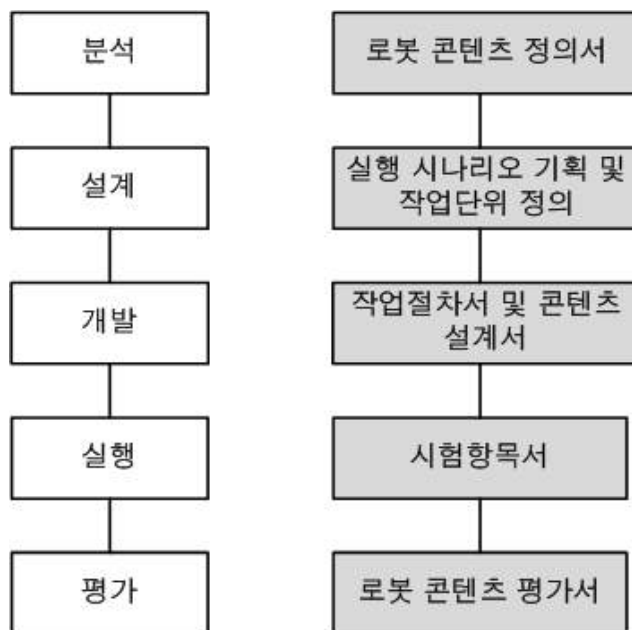 분석
로봇 콘텐츠 정의서
설계
실행 시나리오 기획 및
작업단위 정의
개발
작업절차서 및 콘텐츠
설계서
실행
시험항목서
평가
로봇 콘텐츠 평가서